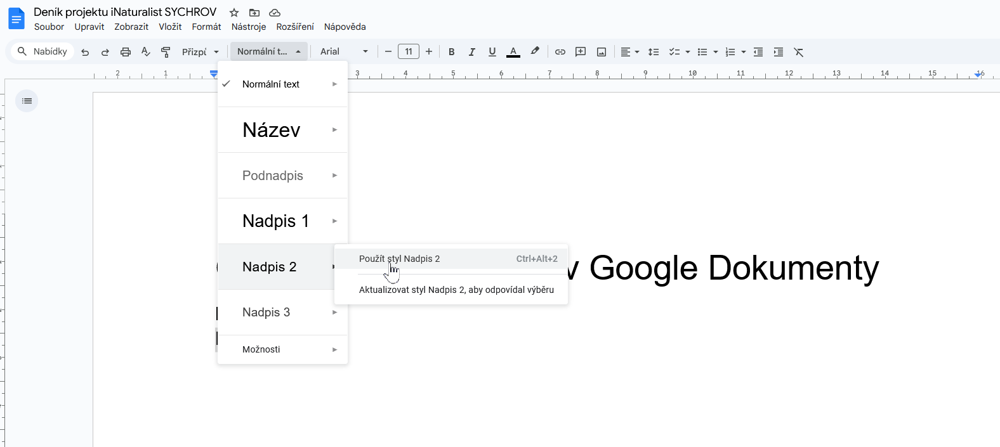 Deník projektu iNaturalist SYCHROV
Soubor Upravit Zobrazit Vložit Formát Nástroje Rozšíření Nápověda
Nabídky Přizpů Normální t... Arial 11 B I U A
2 1 3 4 5 6 7 8 9 10 11 12 13 14 15 16
Normální text
Název
Podnadpis
Nadpis 1
Nadpis 2
Použít styl Nadpis 2 Ctrl+Alt+2
v Google Dokumenty
Aktualizovat styl Nadpis 2, aby odpovídal výběru
Nadpis 3
Možnosti